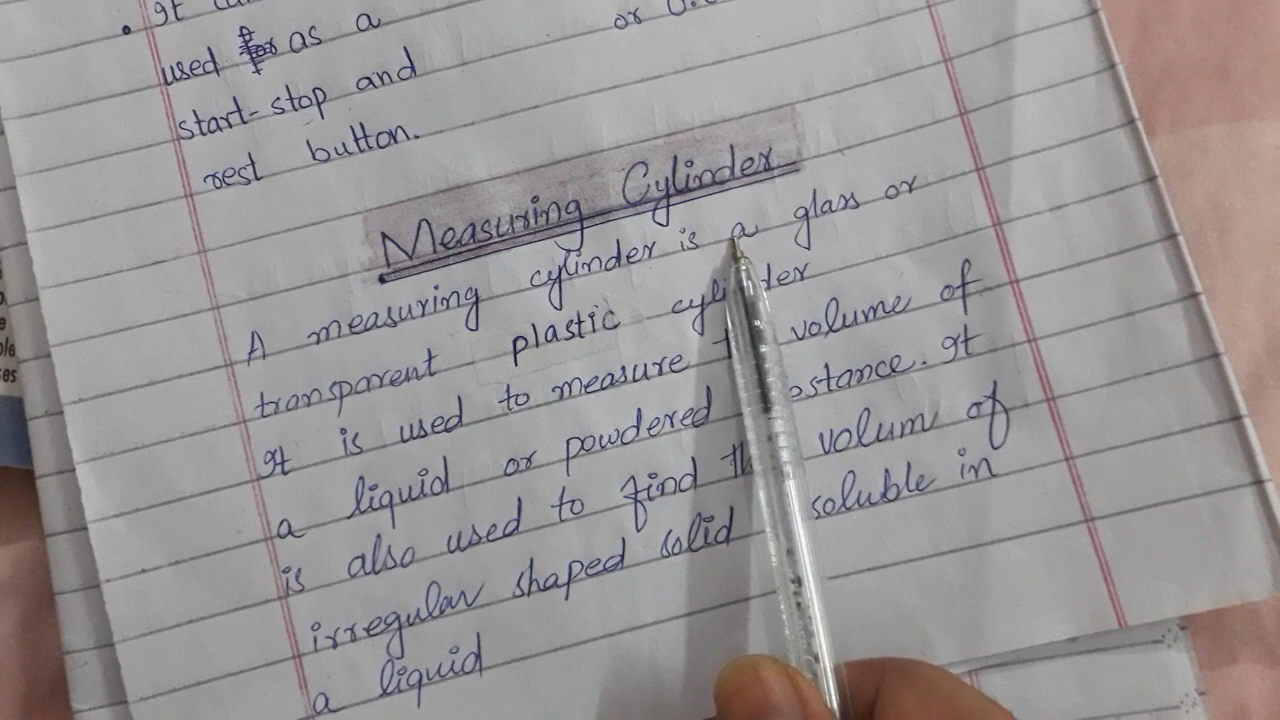 . It
used as a
or
start-stop and
rest button.
Measuring Cylinder
A measuring cylinder is a glass or
transparent plastic
It is used to measure volume of
a liquid or powdered It
is also used to find volum of
irregular shaped solid soluble in
a liquid